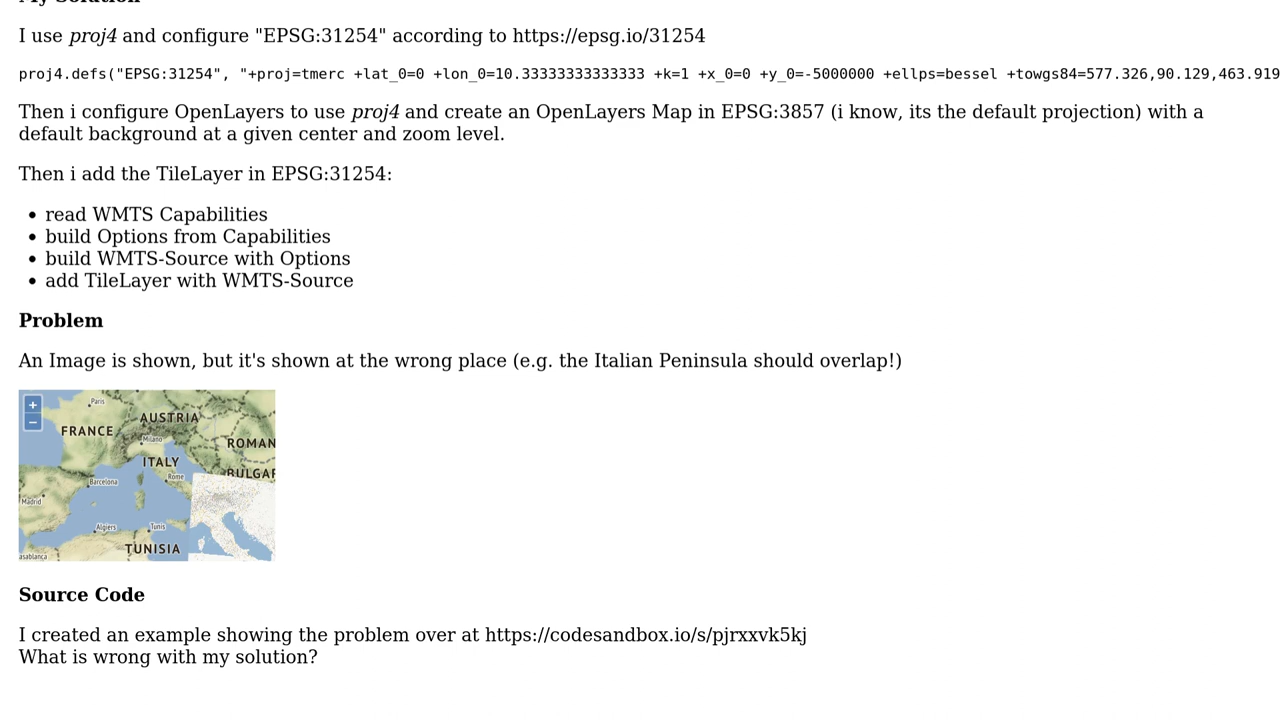 My Solution
I use proj4 and configure "EPSG:31254" according to https://epsg.io/31254
proj4.defs("EPSG:31254", "+proj=tmerc +lat_0=0 +lon_0=10.33333333333333 +k=1 +x_0=0 +y_0=-5000000 +ellps=bessel +towgs84=577.326,90.129,463.919
Then i configure OpenLayers to use proj4 and create an OpenLayers Map in EPSG:3857 (i know, its the default projection) with a
default background at a given center and zoom level.
Then i add the TileLayer in EPSG:31254:
• read WMTS Capabilities
• build Options from Capabilities
• build WMTS-Source with Options
• add TileLayer with WMTS-Source
Problem
An Image is shown, but it's shown at the wrong place (e.g. the Italian Peninsula should overlap!)
+
Paris
−
AUSTRIA
FRANCE
Milano
ROMAN
ITALY
Rome
BULGAR
Barcelona
Madrid
Algiers
Tunis
TUNISIA
asablanca
Source Code
I created an example showing the problem over at https://codesandbox.io/s/pjrxxvk5kj
What is wrong with my solution?